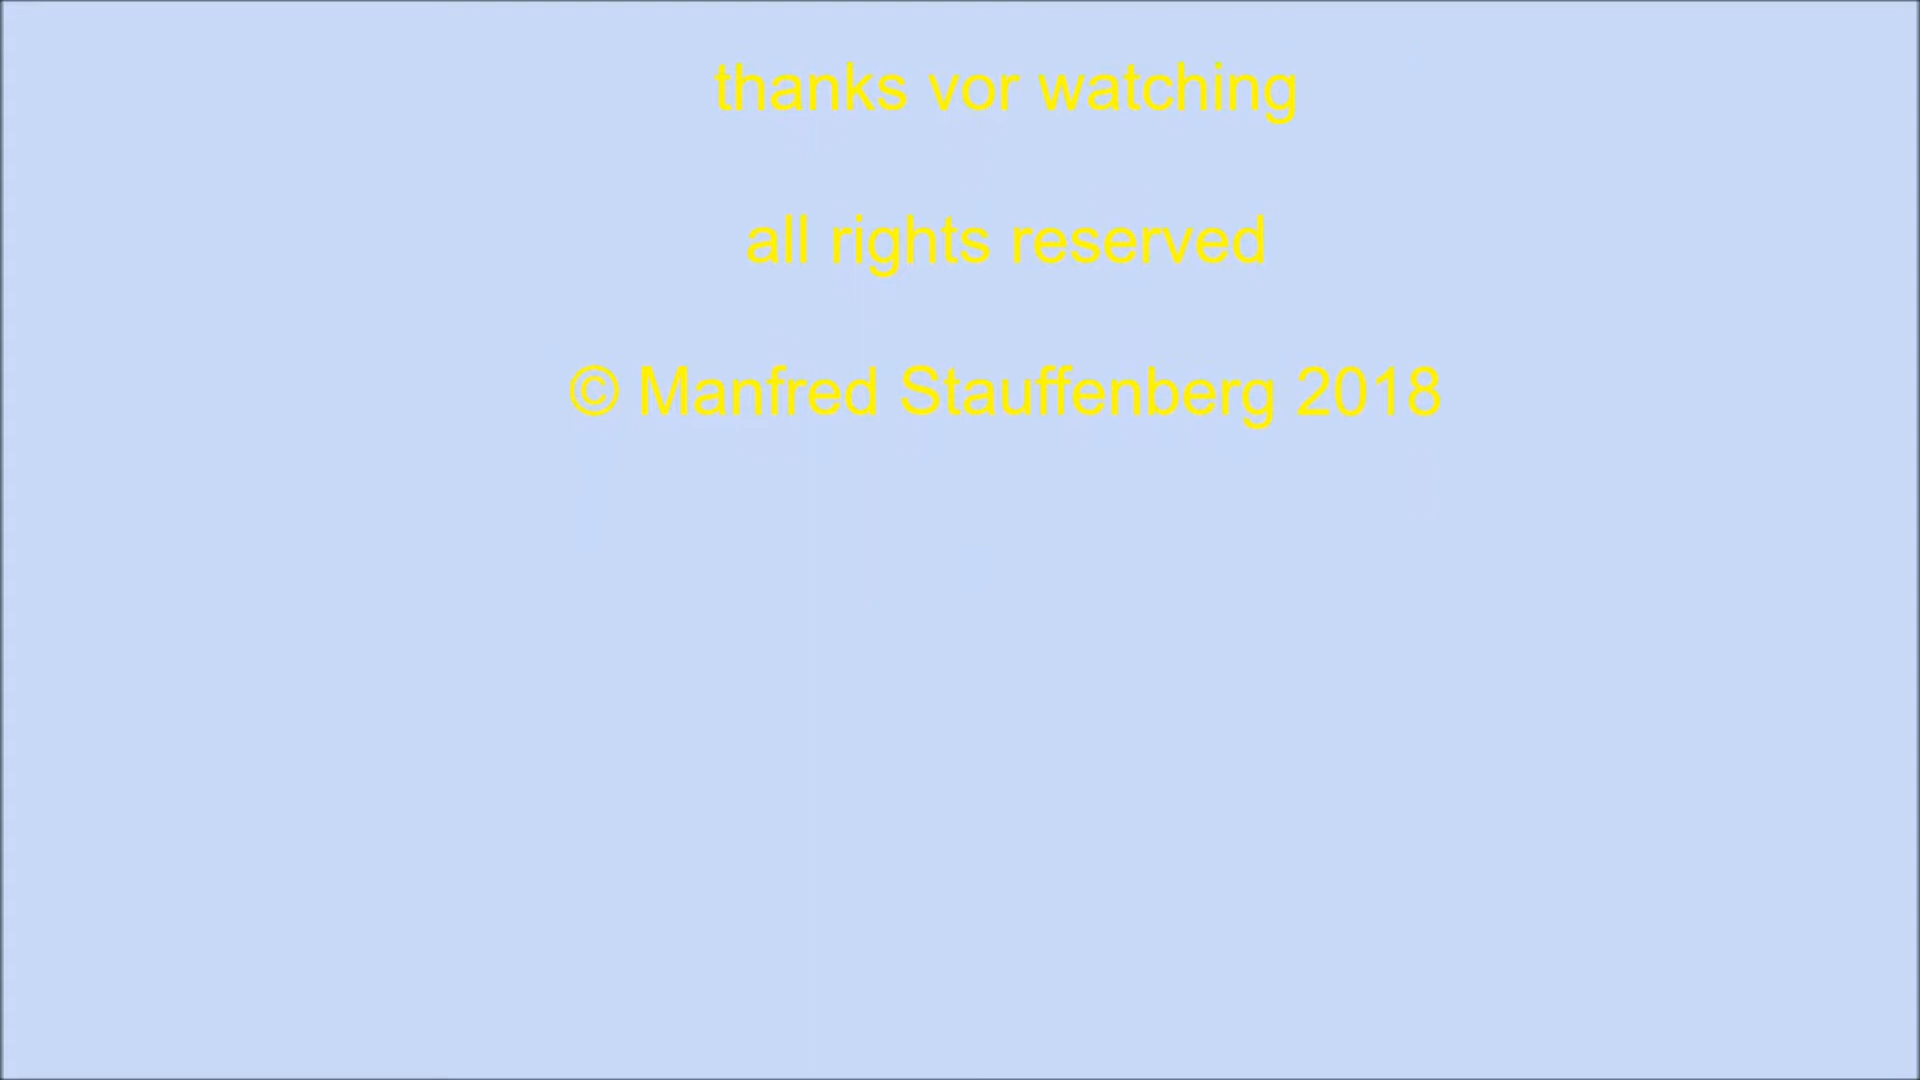 thanks vor watching
all rights reserved
© Manfred Stauffenberg 2018